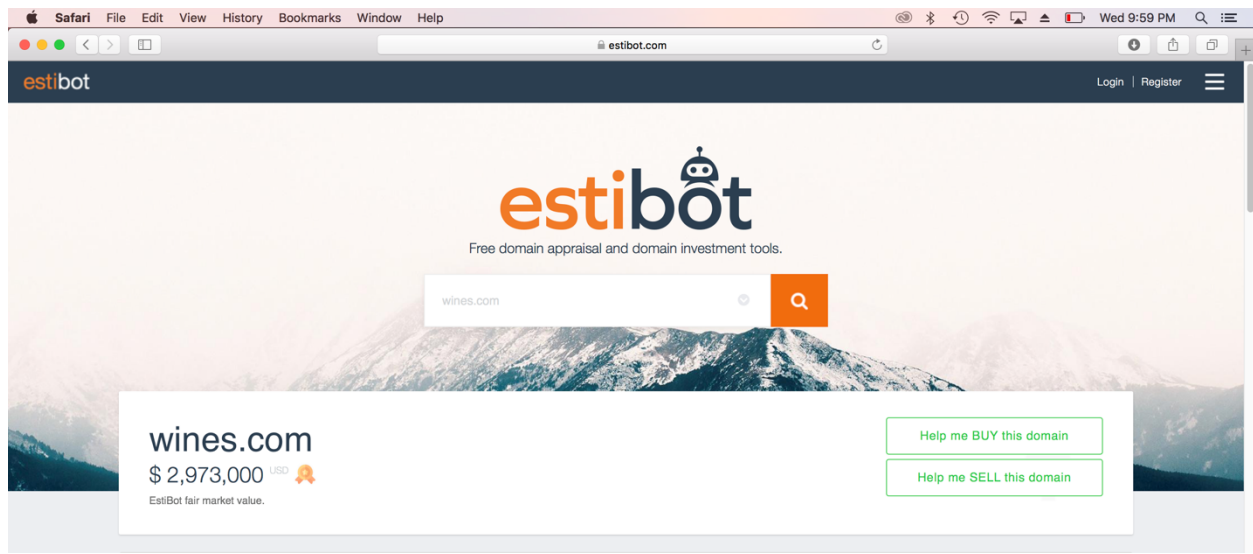 Safari File Edit View History Bookmarks Window Help Wed 9:59 PM
estibot.com
estibot Login | Register
estibot
Free domain appraisal and domain investment tools.
wines.com
wines.com
Help me BUY this domain
$ 2,973,000 USD
Help me SELL this domain
EstiBot fair market value.